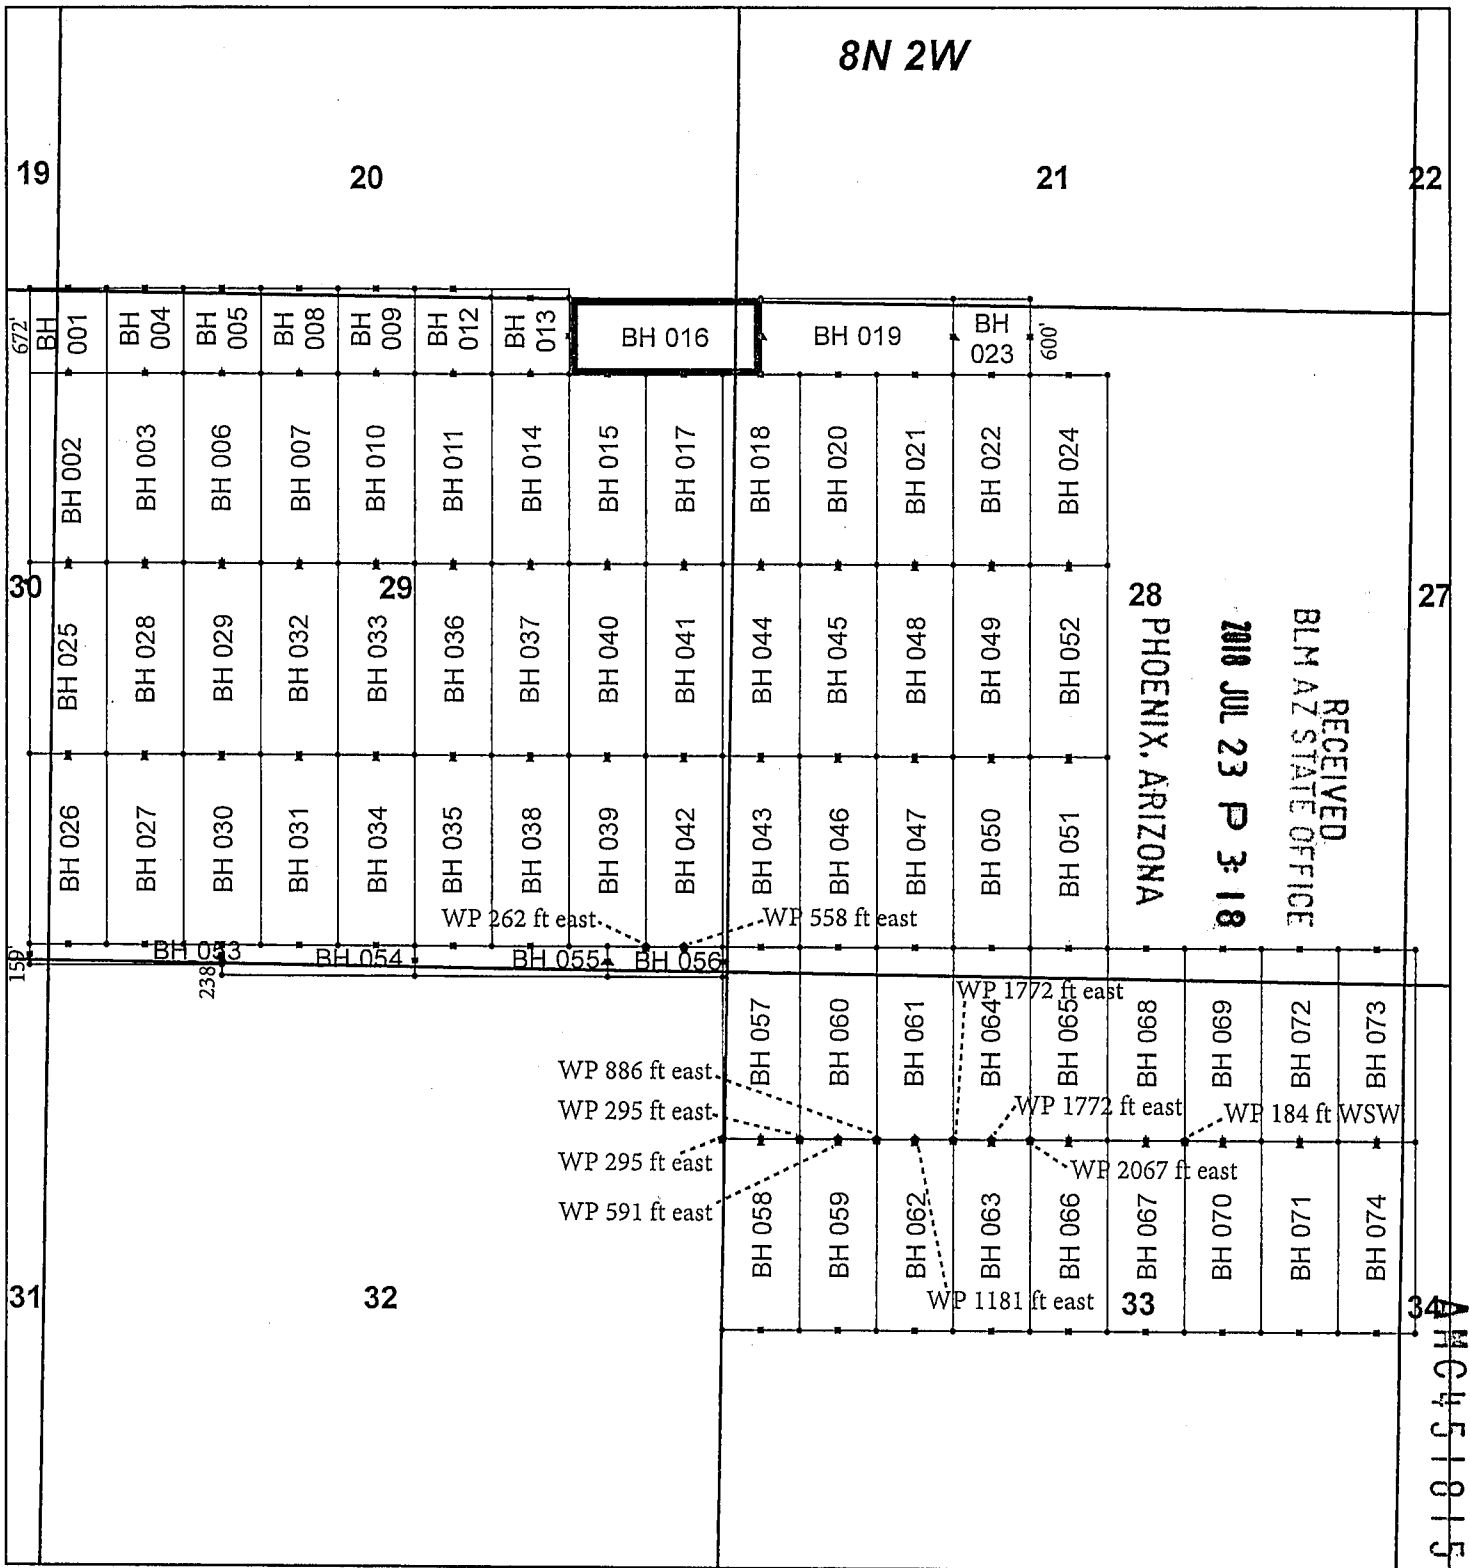 8N 2W
19
20
21
22
672'
BH 001
BH 004
BH 005
BH 008
BH 009
BH 012
BH 013
BH 016
BH 019
BH 023
600'
BH 002
BH 003
BH 006
BH 007
BH 010
BH 011
BH 014
BH 015
BH 017
BH 018
BH 020
BH 021
BH 022
BH 024
30
29
28
27
BH 025
BH 028
BH 029
BH 032
BH 033
BH 036
BH 037
BH 040
BH 041
BH 044
BH 045
BH 048
BH 049
BH 052
RECEIVED
BLM AZ STATE OFFICE
2018 JUL 23 P 3:18
PHOENIX, ARIZONA
BH 026
BH 027
BH 030
BH 031
BH 034
BH 035
BH 038
BH 039
BH 042
BH 043
BH 046
BH 047
BH 050
BH 051
WP 262 ft east
WP 558 ft east
159'
BH 053
238'
BH 054
BH 055
BH 056
BH 057
BH 060
BH 061
BH 064
BH 065
BH 068
BH 069
BH 072
BH 073
WP 1772 ft east
WP 886 ft east
WP 295 ft east
WP 1772 ft east
WP 184 ft WSW
WP 295 ft east
WP 2067 ft east
WP 591 ft east
BH 058
BH 059
BH 062
BH 063
BH 066
BH 067
BH 070
BH 071
BH 074
WP 1181 ft east
31
32
33
34